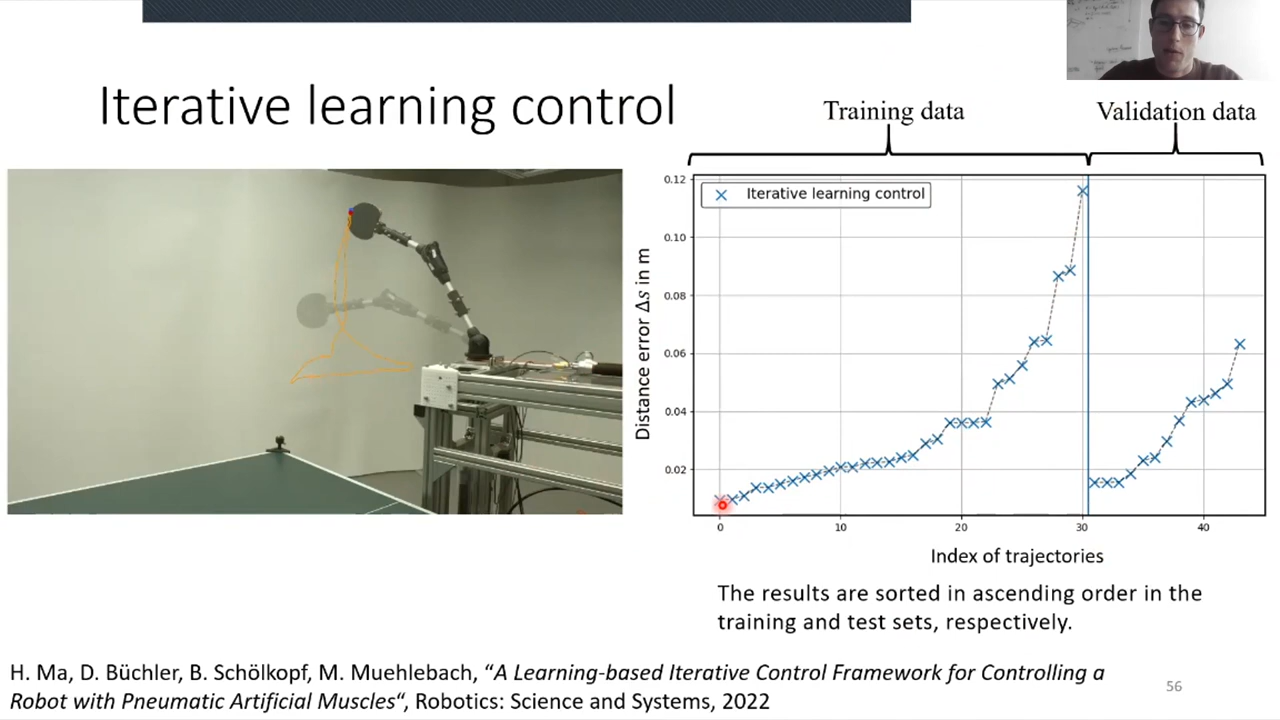 Iterative learning control
Training data
Validation data
Iterative learning control
0.12
0.10
0.08
0.06
0.04
0.02
Distance error Δs in m
0
10
20
30
40
Index of trajectories
The results are sorted in ascending order in the
training and test sets, respectively.
H. Ma, D. Büchler, B. Schölkopf, M. Muehlebach, “A Learning-based Iterative Control Framework for Controlling a
Robot with Pneumatic Artificial Muscles“, Robotics: Science and Systems, 2022
56